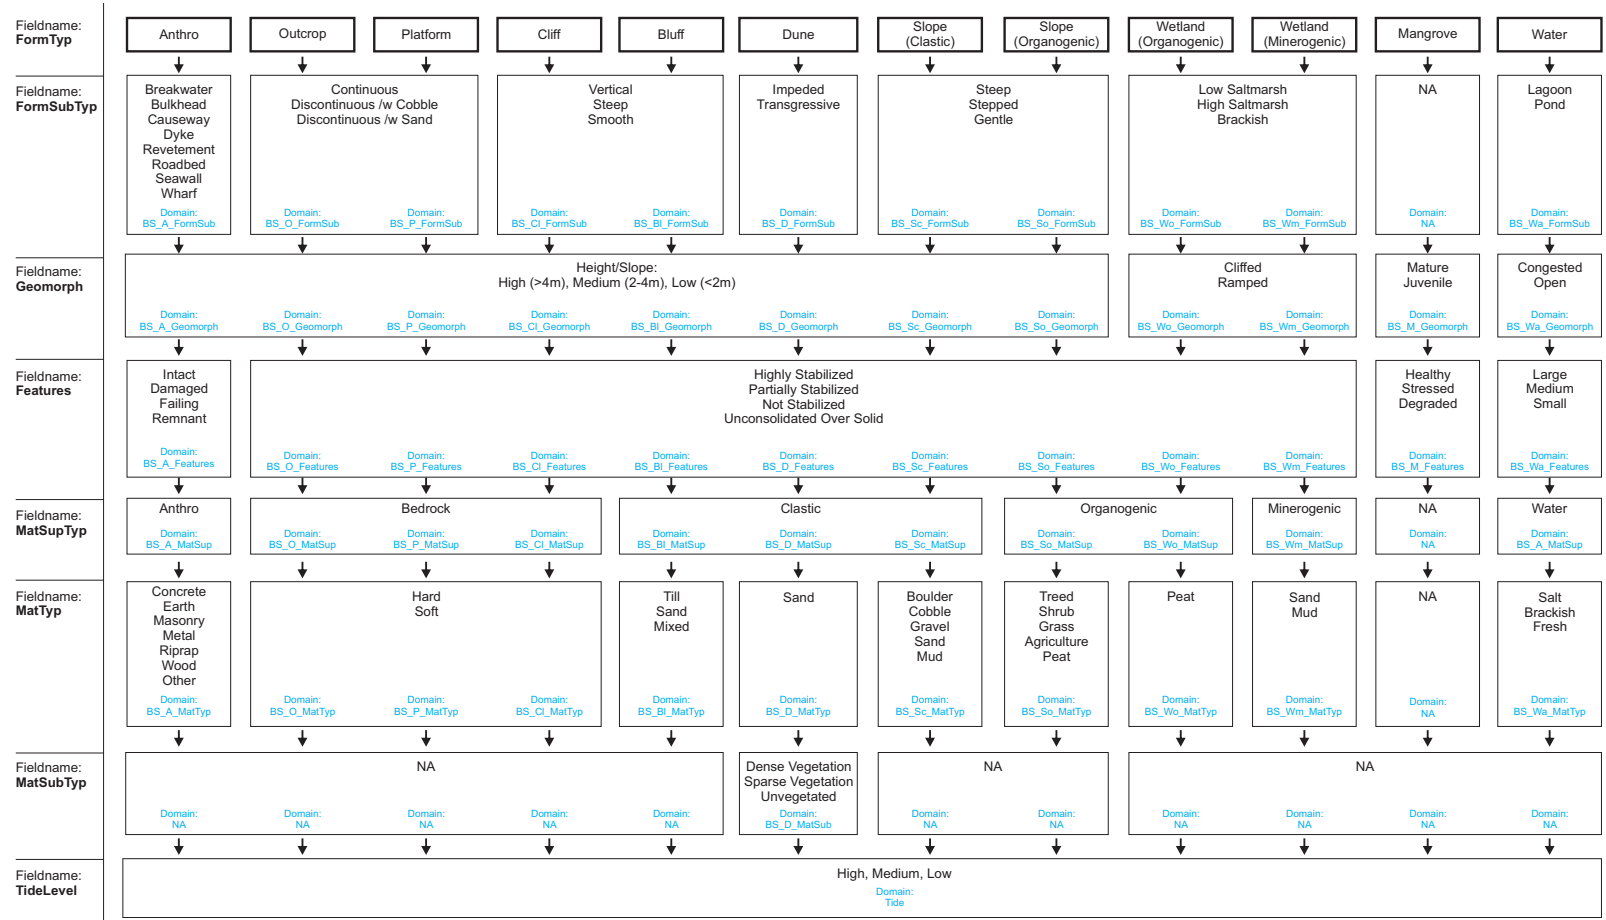 Fieldname:
FormTyp
Anthro
Outcrop
Platform
Cliff
Bluff
Dune
Slope
(Clastic)
Slope
(Organogenic)
Wetland
(Organogenic)
Wetland
(Minerogenic)
Mangrove
Water
Fieldname:
FormSubTyp
Breakwater
Bulkhead
Causeway
Dyke
Revetement
Roadbed
Seawall
Wharf
Domain:
BS_A_FormSub
Continuous
Discontinuous /w Cobble
Discontinuous /w Sand
Domain:
BS_O_FormSub
Domain:
BS_P_FormSub
Vertical
Steep
Smooth
Domain:
BS_Cl_FormSub
Domain:
BS_Bl_FormSub
Impeded
Transgressive
Domain:
BS_D_FormSub
Steep
Stepped
Gentle
Domain:
BS_Sc_FormSub
Domain:
BS_So_FormSub
Low Saltmarsh
High Saltmarsh
Brackish
Domain:
BS_Wo_FormSub
Domain:
BS_Wm_FormSub
NA
Domain:
NA
Lagoon
Pond
Domain:
BS_Wa_FormSub
Fieldname:
Geomorph
Height/Slope:
High (>4m), Medium (2-4m), Low (<2m)
Domain:
BS_A_Geomorph
Domain:
BS_O_Geomorph
Domain:
BS_P_Geomorph
Domain:
BS_Cl_Geomorph
Domain:
BS_Bl_Geomorph
Domain:
BS_D_Geomorph
Domain:
BS_Sc_Geomorph
Domain:
BS_So_Geomorph
Cliffed
Ramped
Domain:
BS_Wo_Geomorph
Domain:
BS_Wm_Geomorph
Mature
Juvenile
Domain:
BS_M_Geomorph
Congested
Open
Domain:
BS_Wa_Geomorph
Fieldname:
Features
Intact
Damaged
Failing
Remnant
Domain:
BS_A_Features
Highly Stabilized
Partially Stabilized
Not Stabilized
Unconsolidated Over Solid
Domain:
BS_O_Features
Domain:
BS_P_Features
Domain:
BS_Cl_Features
Domain:
BS_Bl_Features
Domain:
BS_D_Features
Domain:
BS_Sc_Features
Domain:
BS_So_Features
Domain:
BS_Wo_Features
Domain:
BS_Wm_Features
Healthy
Stressed
Degraded
Domain:
BS_M_Features
Large
Medium
Small
Domain:
BS_Wa_Features
Fieldname:
MatSupTyp
Anthro
Domain:
BS_A_MatSup
Bedrock
Domain:
BS_O_MatSup
Domain:
BS_P_MatSup
Domain:
BS_Cl_MatSup
Clastic
Domain:
BS_Bl_MatSup
Domain:
BS_D_MatSup
Domain:
BS_Sc_MatSup
Organogenic
Domain:
BS_So_MatSup
Domain:
BS_Wo_MatSup
Minerogenic
Domain:
BS_Wm_MatSup
NA
Domain:
NA
Water
Domain:
BS_A_MatSup
Fieldname:
MatTyp
Concrete
Earth
Masonry
Metal
Riprap
Wood
Other
Domain:
BS_A_MatTyp
Hard
Soft
Domain:
BS_O_MatTyp
Domain:
BS_P_MatTyp
Domain:
BS_Cl_MatTyp
Till
Sand
Mixed
Domain:
BS_Bl_MatTyp
Sand
Domain:
BS_D_MatTyp
Boulder
Cobble
Gravel
Sand
Mud
Domain:
BS_Sc_MatTyp
Treed
Shrub
Grass
Agriculture
Peat
Domain:
BS_So_MatTyp
Peat
Domain:
BS_Wo_MatTyp
Sand
Mud
Domain:
BS_Wm_MatTyp
NA
Domain:
NA
Salt
Brackish
Fresh
Domain:
BS_Wa_MatTyp
Fieldname:
MatSubTyp
NA
Domain:
NA
Domain:
NA
Domain:
NA
Domain:
NA
Domain:
NA
Dense Vegetation
Sparse Vegetation
Unvegetated
Domain:
BS_D_MatSub
NA
Domain:
NA
Domain:
NA
NA
Domain:
NA
Domain:
NA
Domain:
NA
Domain:
NA
Fieldname:
TideLevel
High, Medium, Low
Domain:
Tide